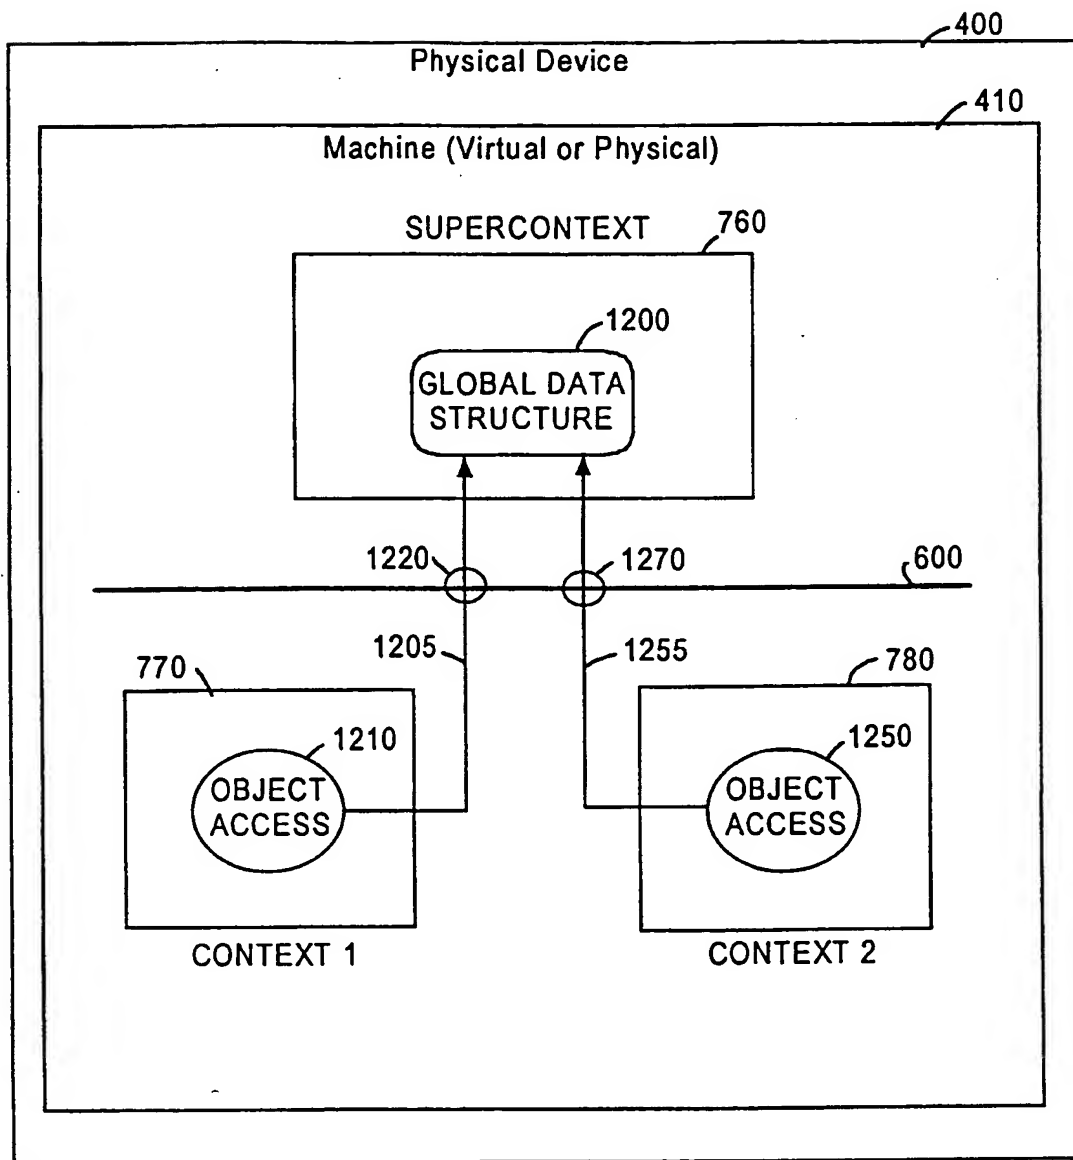 400
Physical Device
410
Machine (Virtual or Physical)
SUPERCONTEXT
760
1200
GLOBAL DATA
STRUCTURE
1220
1270
600
1205
1255
770
780
1210
1250
OBJECT
ACCESS
OBJECT
ACCESS
CONTEXT 1
CONTEXT 2